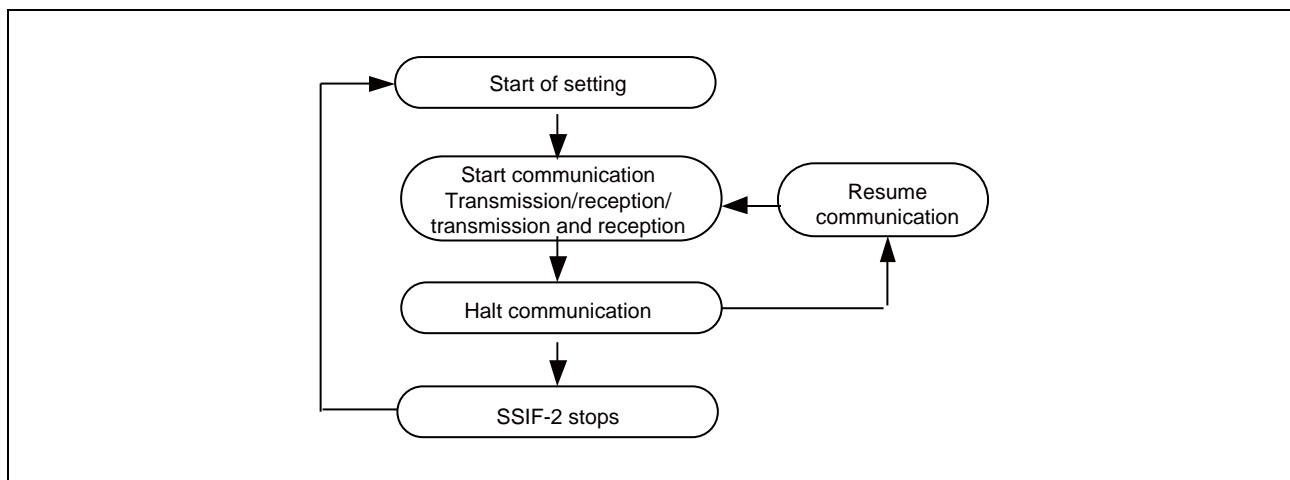 Start of setting
Start communication
Transmission/reception/
transmission and reception
Resume
communication
Halt communication
SSIF-2 stops